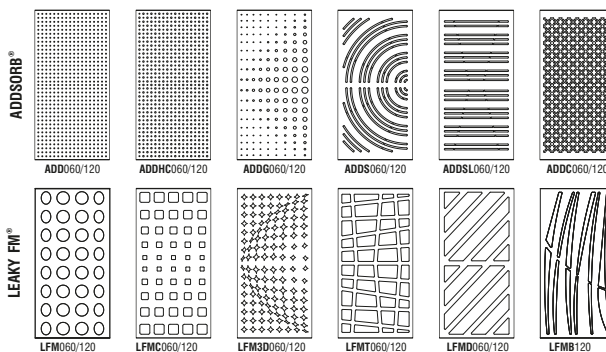 ADDSORB®
ADD060/120
ADDHC060/120
ADDG060/120
ADDS060/120
ADDSL060/120
ADDC060/120
LEAKY FM®
LFM060/120
LFMC060/120
LFM3D060/120
LFMT060/120
LFMD060/120
LFMB120